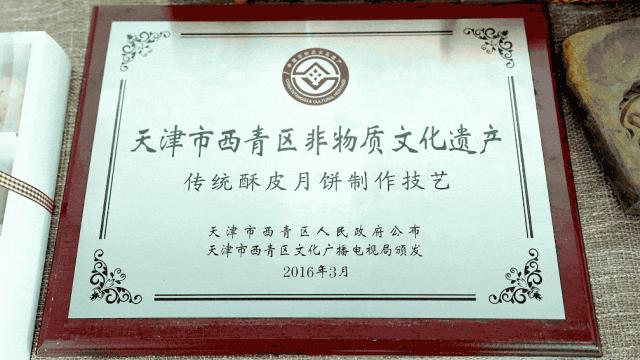 天津市西青区非物质文化遗产
传统酥皮月饼制作技艺
天津市西青区人民政府公布
天津市西青区文化广播电视局颁发
2016年3月